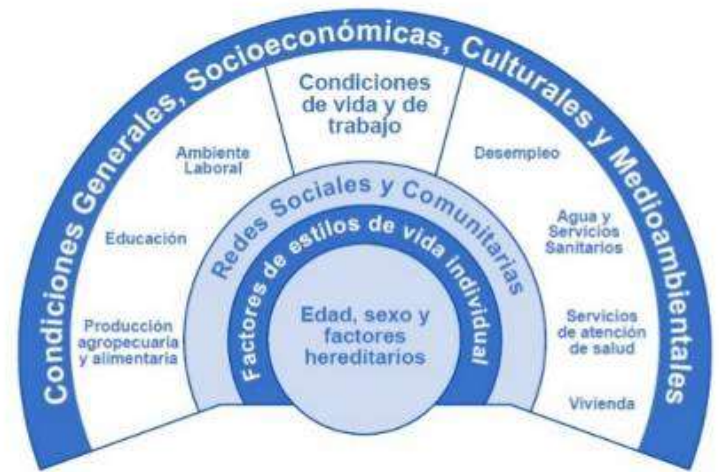 Condiciones Generales, Socioeconómicas, Culturales y Medioambientales
Condiciones
de vida y de
trabajo
Ambiente
Laboral
Desempleo
Redes Sociales y Comunitarias
Educación
Agua y
Servicios
Sanitarios
Factores de estilos de vida individual
Producción
agropecuaria
y alimentaria
Edad, sexo y
factores
hereditarios
Servicios
de atención
de salud
Vivienda